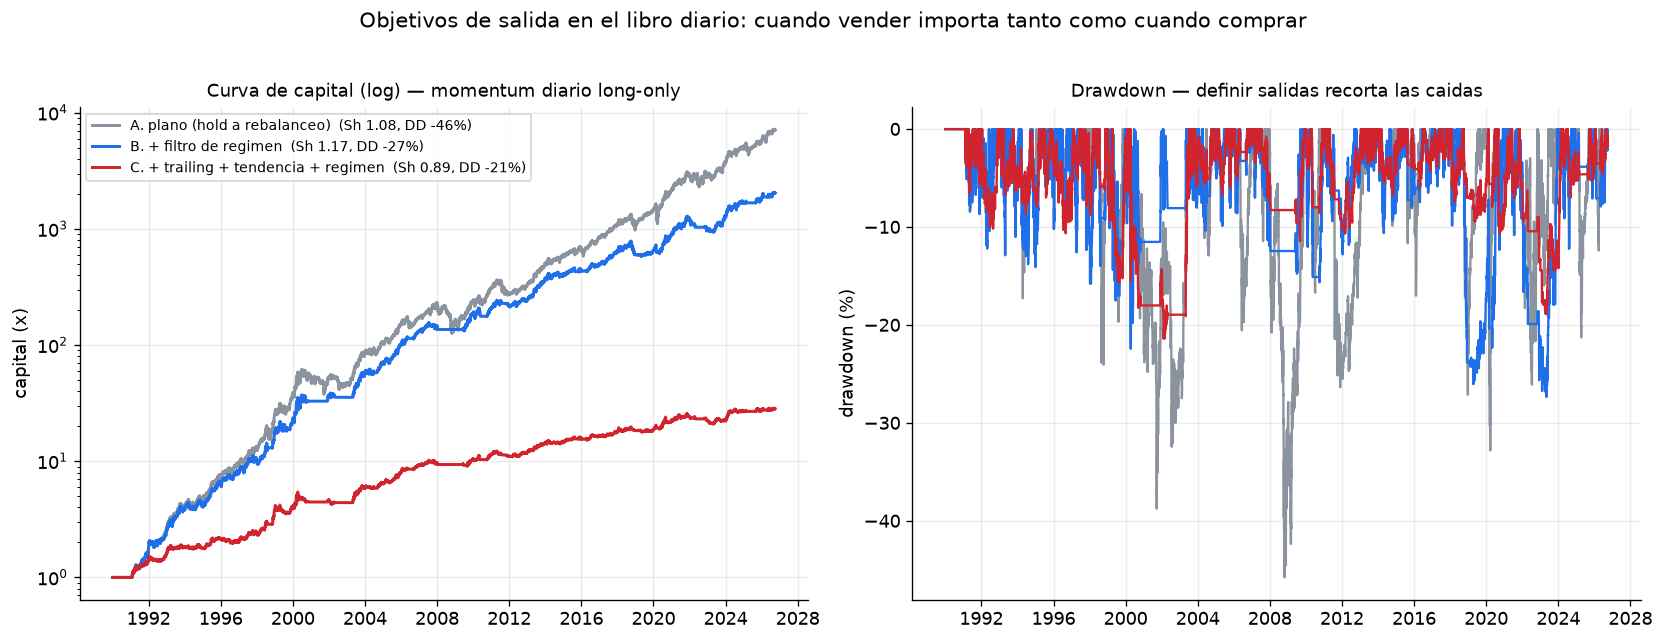 Objetivos de salida en el libro diario: cuando vender importa tanto como cuando comprar
Curva de capital (log) — momentum diario long-only
A. plano (hold a rebalanceo)  (Sh 1.08, DD -46%)
B. + filtro de regimen  (Sh 1.17, DD -27%)
C. + trailing + tendencia + regimen  (Sh 0.89, DD -21%)
capital (x)
10⁴
10³
10²
10¹
10⁰
1992 1996 2000 2004 2008 2012 2016 2020 2024 2028
Drawdown — definir salidas recorta las caidas
drawdown (%)
0
−10
−20
−30
−40
1992 1996 2000 2004 2008 2012 2016 2020 2024 2028